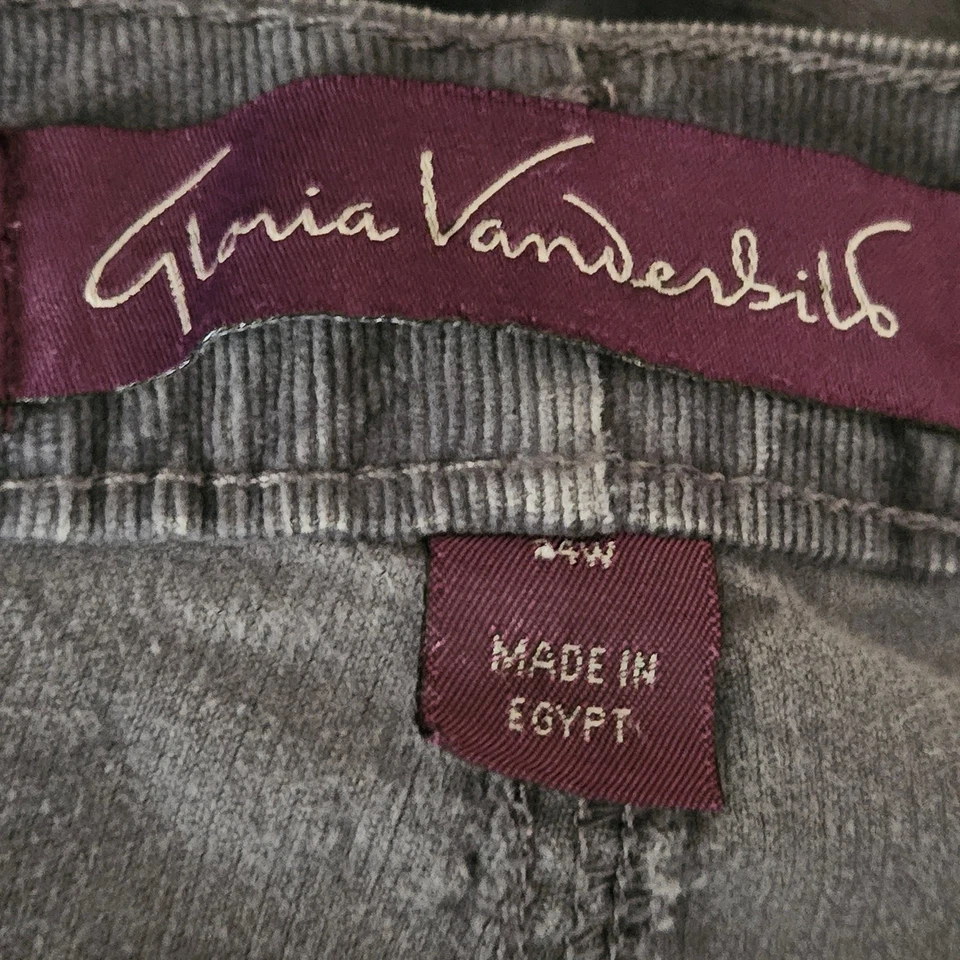 Gloria Vanderbilt
24W
MADE IN
EGYPT